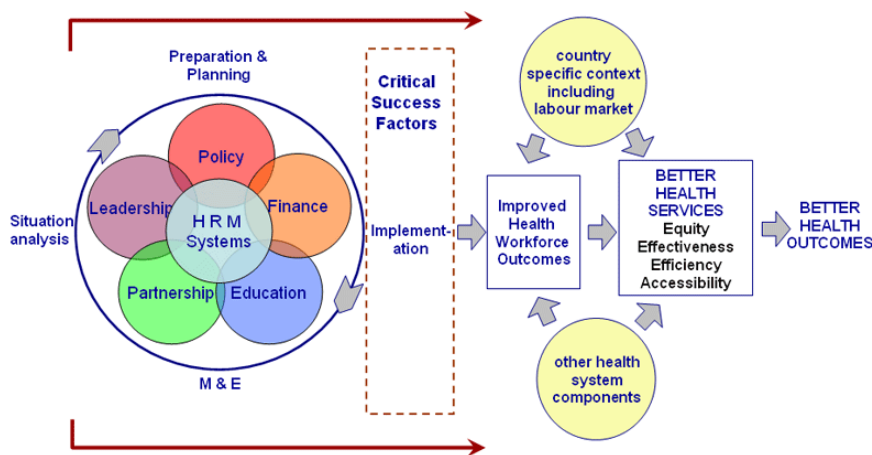 Preparation &
Planning
Critical
Success
Factors
country
specific context
including
labour market
Policy
Leadership
Finance
H R M
Systems
Situation
analysis
Implement-
ation
Partnership
Education
M & E
Improved
Health
Workforce
Outcomes
BETTER
HEALTH
SERVICES
Equity
Effectiveness
Efficiency
Accessibility
BETTER
HEALTH
OUTCOMES
other health
system
components